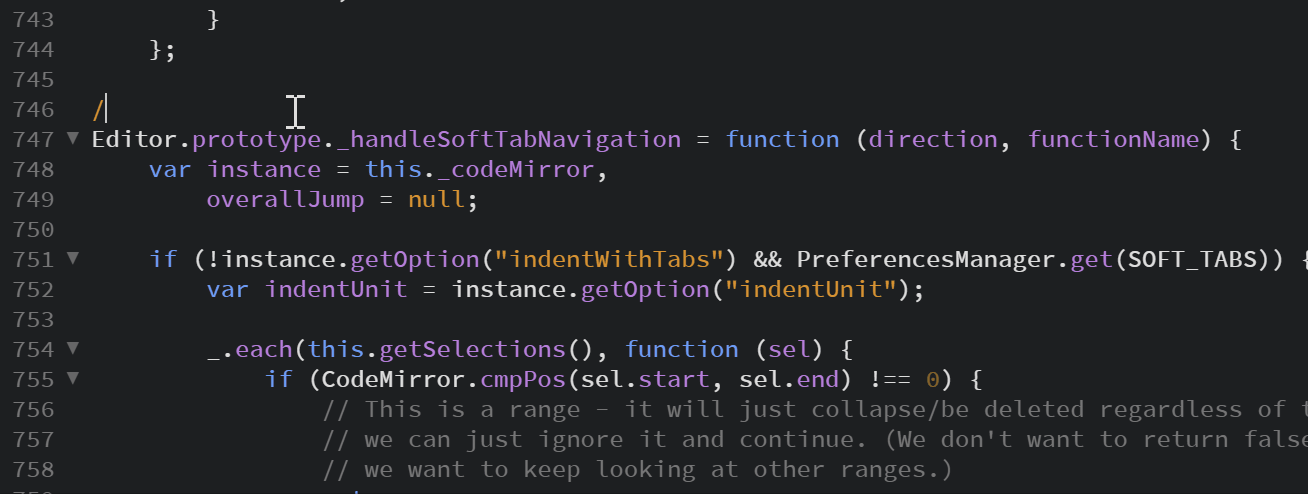 743         }
744     };
745
746 /
747 ▼ Editor.prototype._handleSoftTabNavigation = function (direction, functionName) {
748     var instance = this._codeMirror,
749         overallJump = null;
750
751 ▼     if (!instance.getOption("indentWithTabs") && PreferencesManager.get(SOFT_TABS)) {
752         var indentUnit = instance.getOption("indentUnit");
753
754 ▼         _.each(this.getSelections(), function (sel) {
755 ▼             if (CodeMirror.cmpPos(sel.start, sel.end) !== 0) {
756                 // This is a range – it will just collapse/be deleted regardless of
757                 // we can just ignore it and continue. (We don't want to return false
758                 // we want to keep looking at other ranges.)